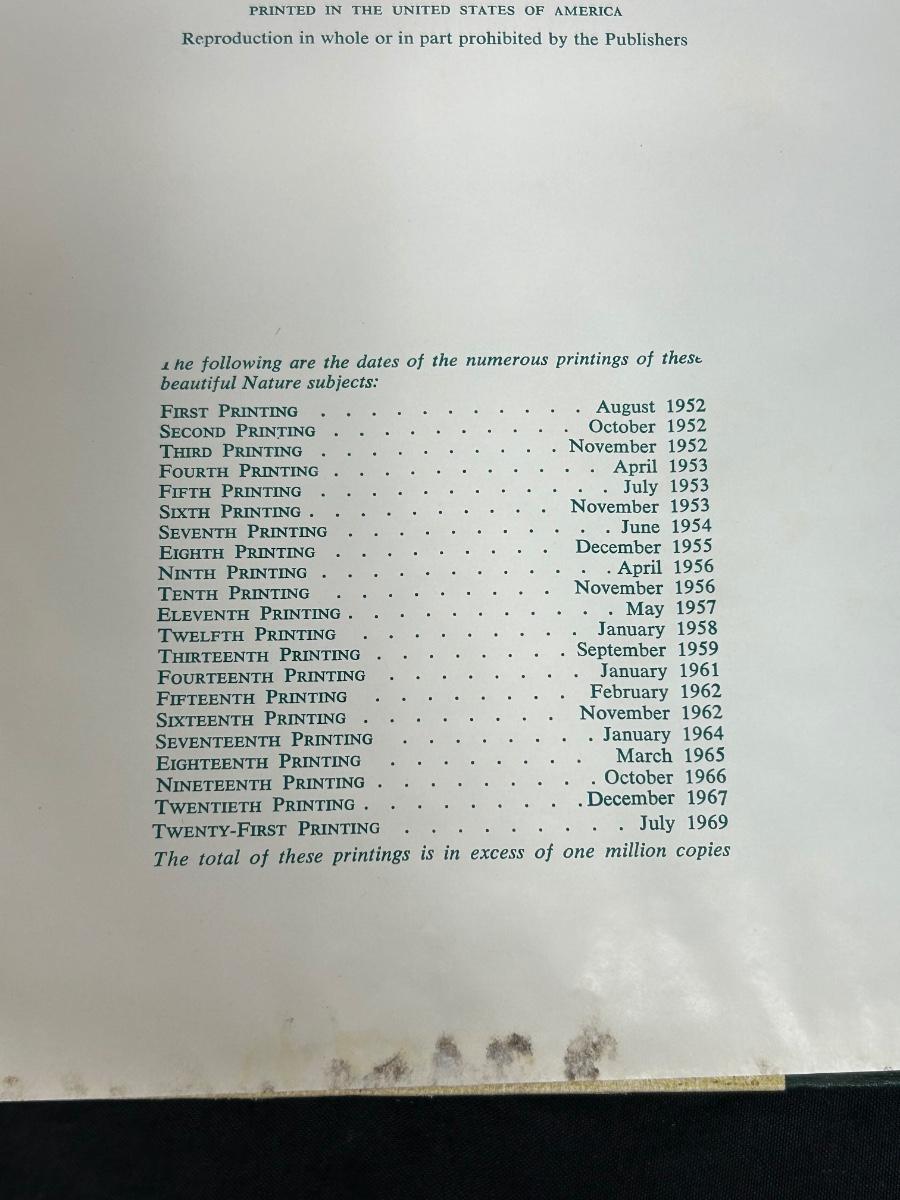 PRINTED IN THE UNITED STATES OF AMERICA
Reproduction in whole or in part prohibited by the Publishers
The following are the dates of the numerous printings of these
beautiful Nature subjects:
FIRST PRINTING . . . . . . . . . . August 1952
SECOND PRINTING . . . . . . . . . October 1952
THIRD PRINTING . . . . . . . . . November 1952
FOURTH PRINTING . . . . . . . . . . April 1953
FIFTH PRINTING . . . . . . . . . . . July 1953
SIXTH PRINTING . . . . . . . . . November 1953
SEVENTH PRINTING . . . . . . . . . . June 1954
EIGHTH PRINTING . . . . . . . . December 1955
NINTH PRINTING . . . . . . . . . . . April 1956
TENTH PRINTING . . . . . . . . November 1956
ELEVENTH PRINTING . . . . . . . . . . May 1957
TWELFTH PRINTING . . . . . . . . January 1958
THIRTEENTH PRINTING . . . . . . . September 1959
FOURTEENTH PRINTING . . . . . . . January 1961
FIFTEENTH PRINTING . . . . . . . February 1962
SIXTEENTH PRINTING . . . . . . . November 1962
SEVENTEENTH PRINTING . . . . . . . January 1964
EIGHTEENTH PRINTING . . . . . . . March 1965
NINETEENTH PRINTING . . . . . . . . October 1966
TWENTIETH PRINTING . . . . . . . . December 1967
TWENTY-FIRST PRINTING . . . . . . . . July 1969
The total of these printings is in excess of one million copies